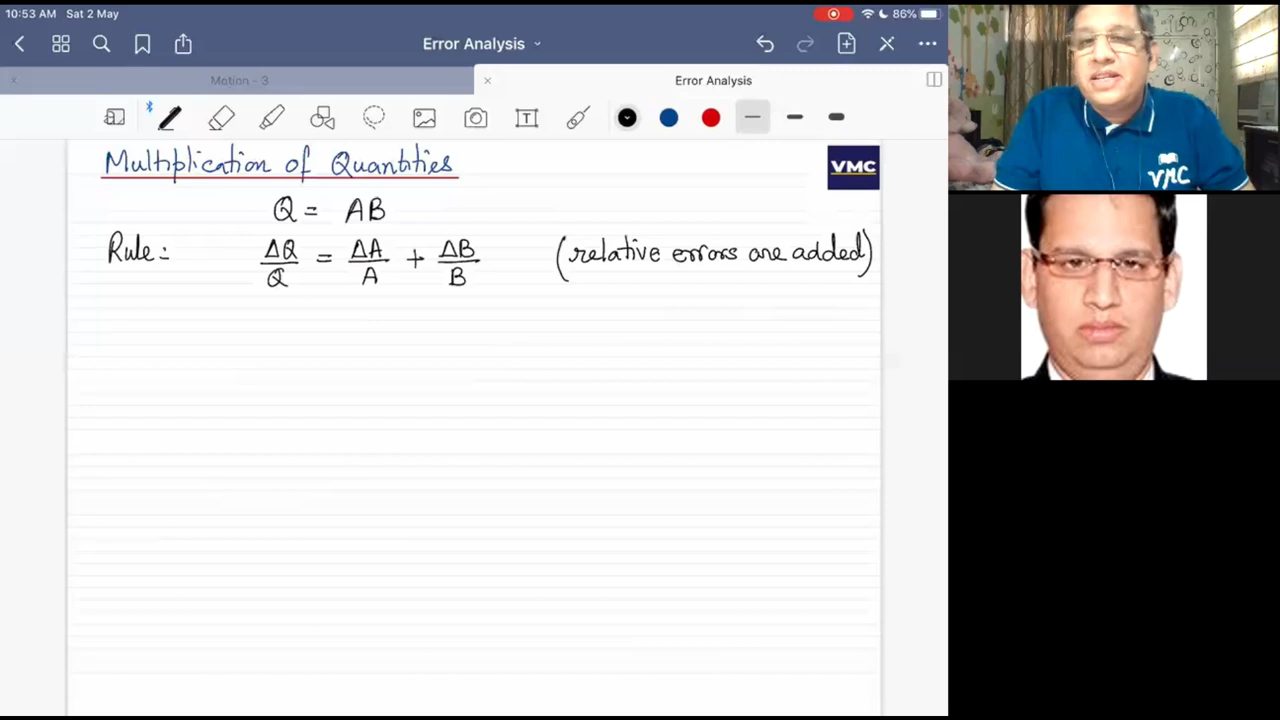 10:53 AM Sat 2 May 86%
Error Analysis
Motion - 3 Error Analysis
T
Multiplication of Quantities
VMC
Q = AB
Rule:- ΔQ/Q = ΔA/A + ΔB/B (relative errors are added)
VMC